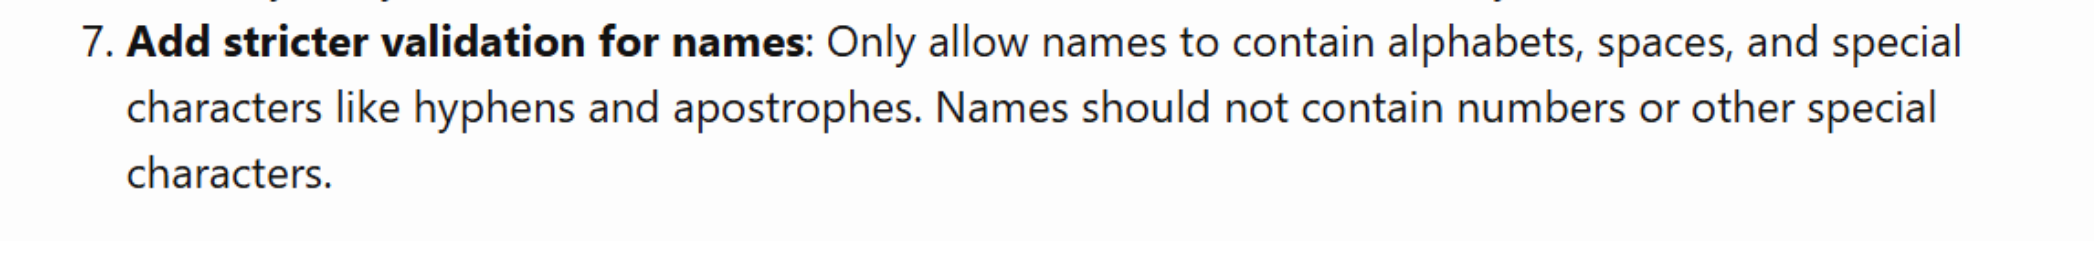 7. Add stricter validation for names: Only allow names to contain alphabets, spaces, and special
characters like hyphens and apostrophes. Names should not contain numbers or other special
characters.